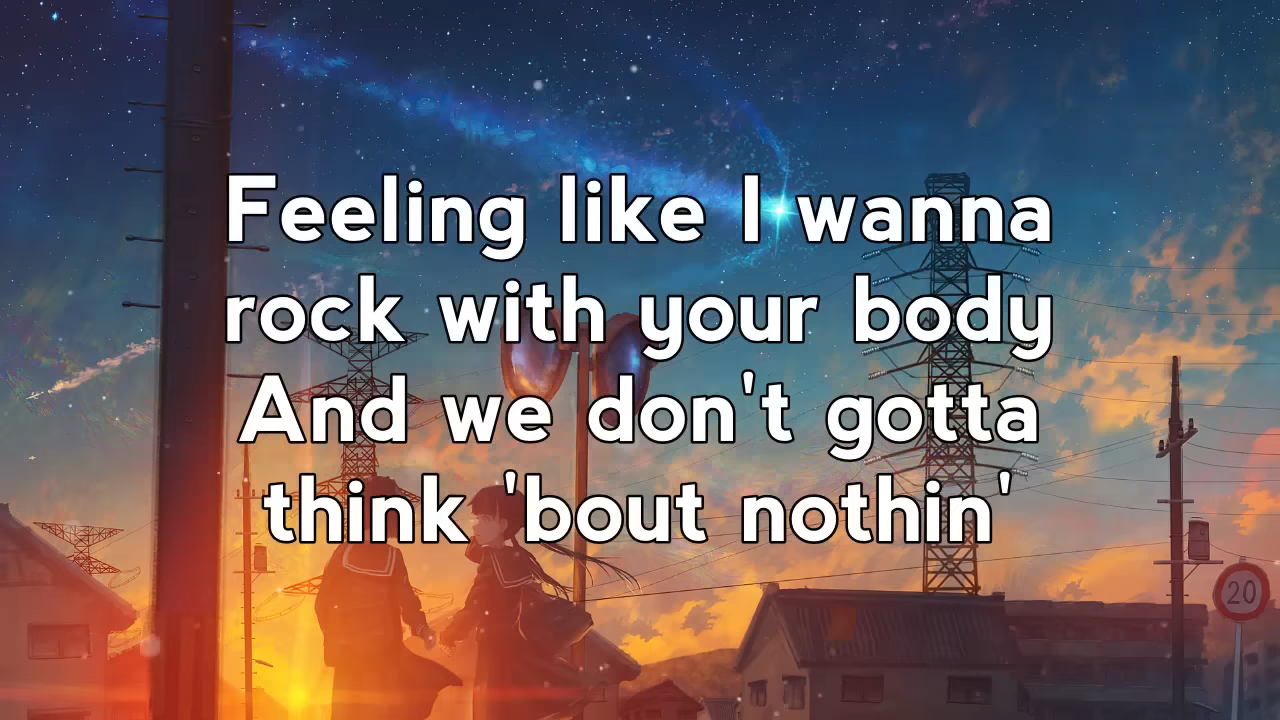 Feeling like I wanna
rock with your body
And we don't gotta
think 'bout nothin'
20